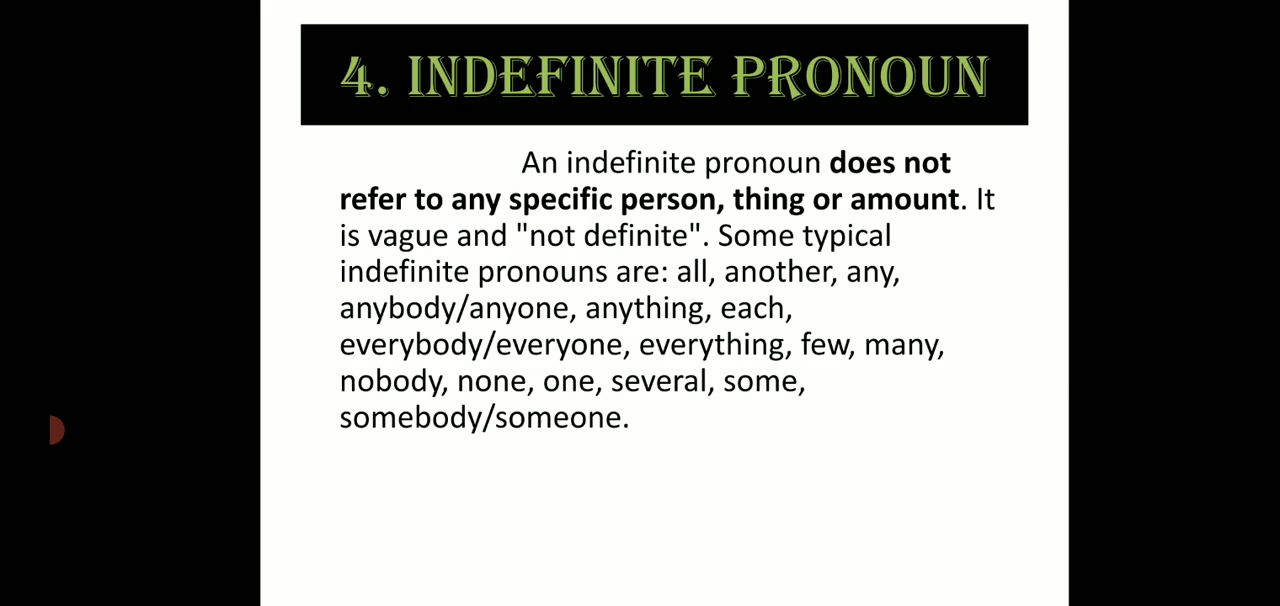 4. INDEFINITE PRONOUN
An indefinite pronoun does not
refer to any specific person, thing or amount. It
is vague and "not definite". Some typical
indefinite pronouns are: all, another, any,
anybody/anyone, anything, each,
everybody/everyone, everything, few, many,
nobody, none, one, several, some,
somebody/someone.